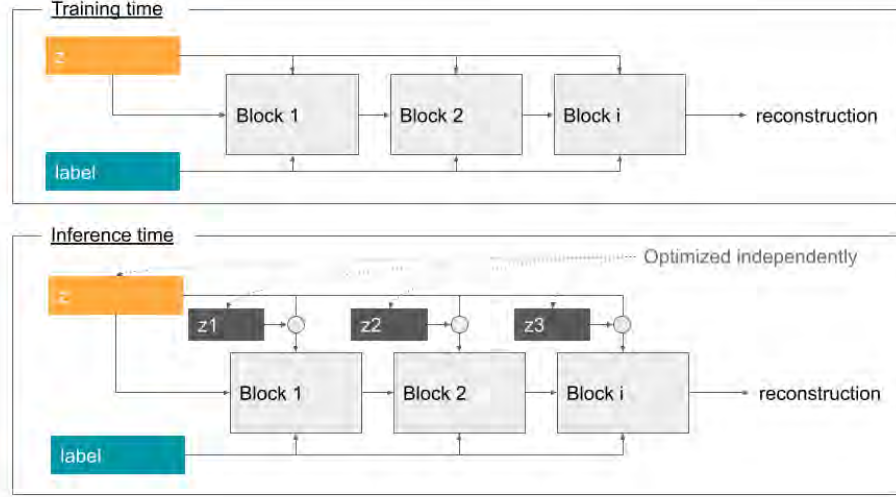 Training time
z
Block 1
Block 2
Block i
reconstruction
label
Inference time
Optimized independently
z
z1
z2
z3
Block 1
Block 2
Block i
reconstruction
label